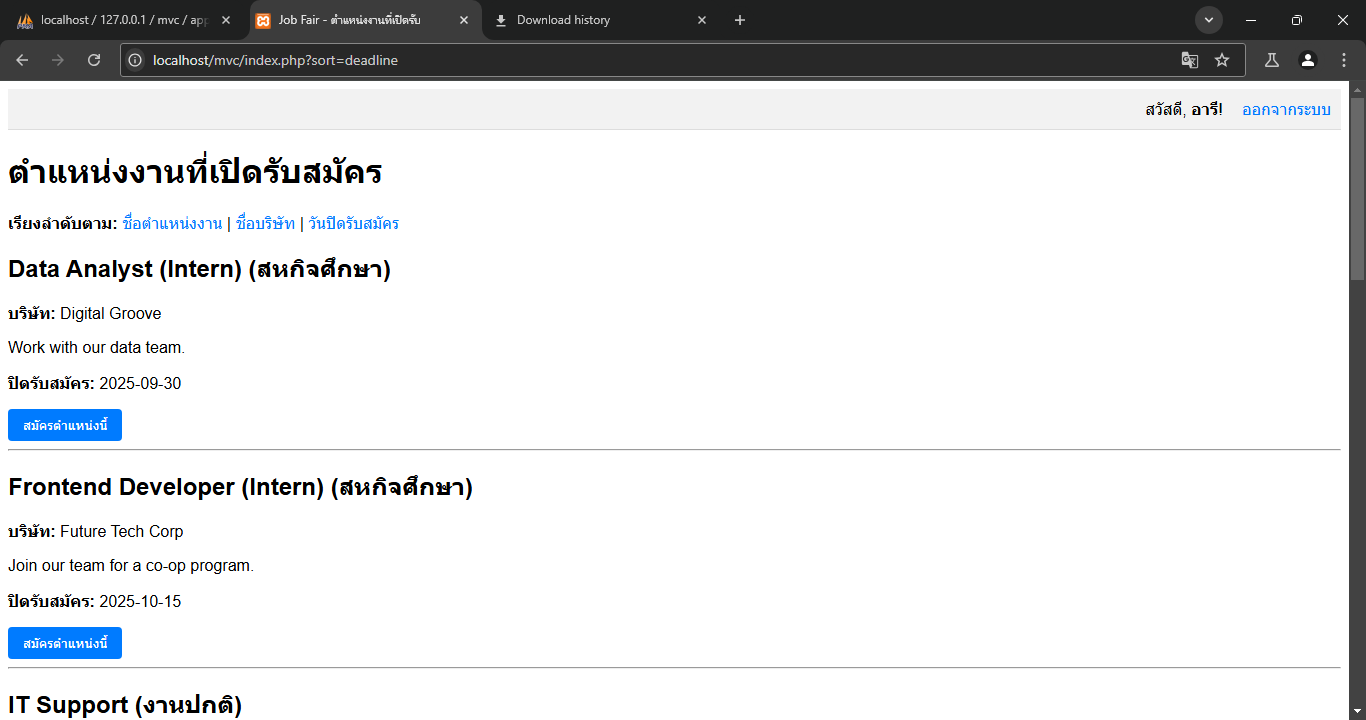 localhost / 127.0.0.1 / mvc / app
Job Fair - ตำแหน่งงานที่เปิดรับ
Download history
localhost/mvc/index.php?sort=deadline
สวัสดี, อารี! ออกจากระบบ
ตำแหน่งงานที่เปิดรับสมัคร
เรียงลำดับตาม: ชื่อตำแหน่งงาน | ชื่อบริษัท | วันปิดรับสมัคร
Data Analyst (Intern) (สหกิจศึกษา)
บริษัท: Digital Groove
Work with our data team.
ปิดรับสมัคร: 2025-09-30
สมัครตำแหน่งนี้
Frontend Developer (Intern) (สหกิจศึกษา)
บริษัท: Future Tech Corp
Join our team for a co-op program.
ปิดรับสมัคร: 2025-10-15
สมัครตำแหน่งนี้
IT Support (งานปกติ)